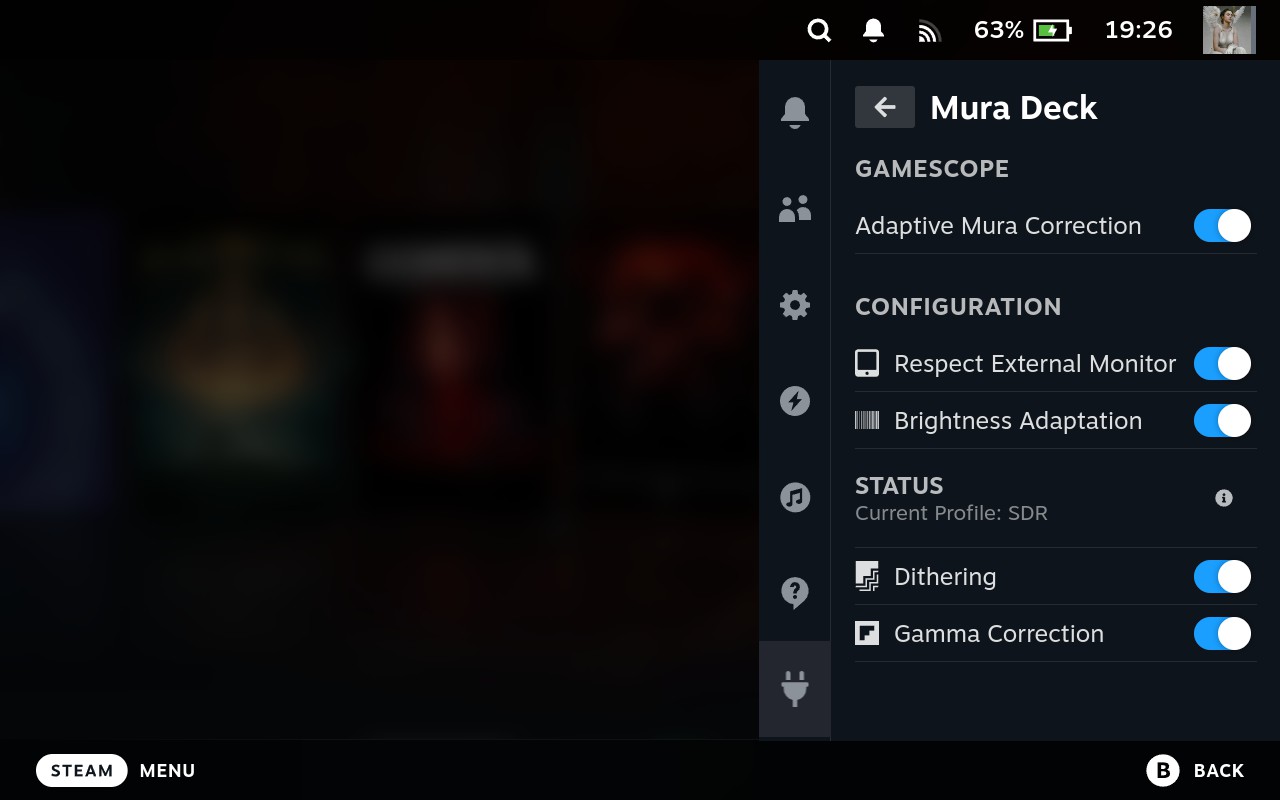 63%
19:26
Mura Deck
GAMESCOPE
Adaptive Mura Correction
CONFIGURATION
Respect External Monitor
Brightness Adaptation
STATUS
Current Profile: SDR
Dithering
Gamma Correction
STEAM MENU
B BACK